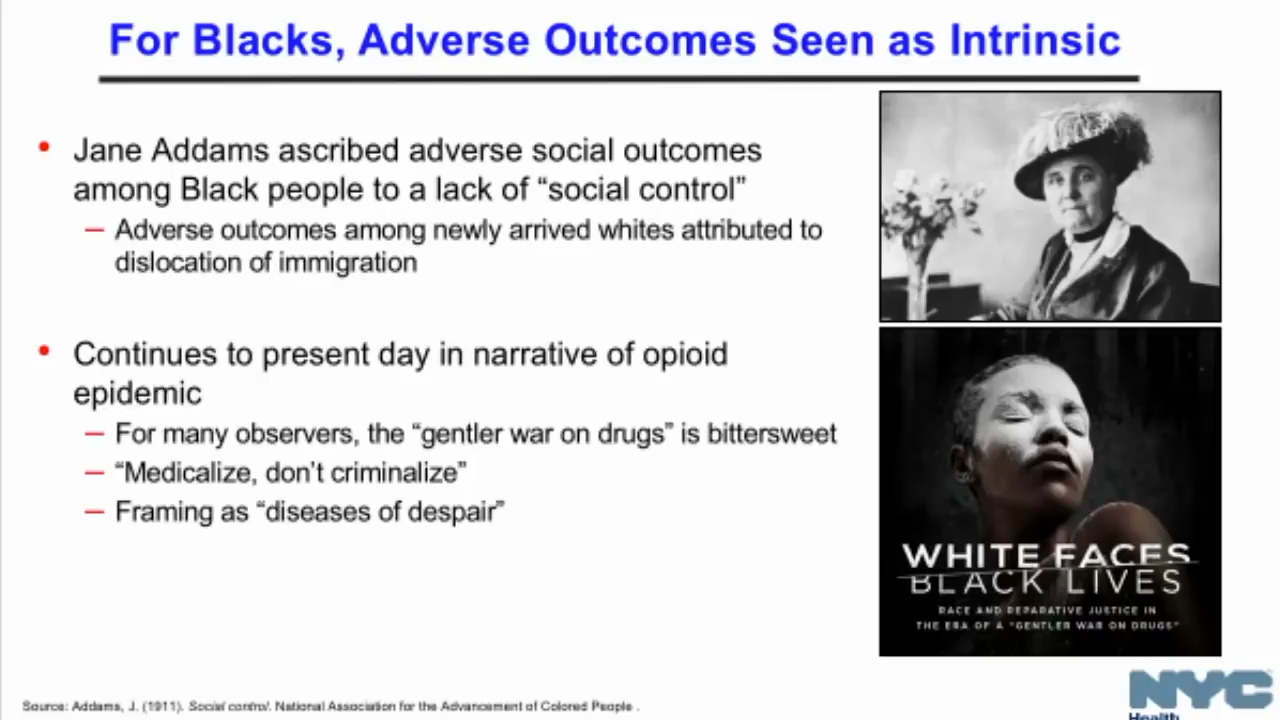 For Blacks, Adverse Outcomes Seen as Intrinsic
• Jane Addams ascribed adverse social outcomes
among Black people to a lack of “social control”
– Adverse outcomes among newly arrived whites attributed to
dislocation of immigration
• Continues to present day in narrative of opioid
epidemic
– For many observers, the “gentler war on drugs” is bittersweet
– “Medicalize, don’t criminalize”
– Framing as “diseases of despair”
WHITE FACES
BLACK LIVES
RACE AND REPARATIVE JUSTICE IN
THE ERA OF A “GENTLER WAR ON DRUGS”
Source: Addams, J. (1911). Social control. National Association for the Advancement of Colored People .
NYC
Health